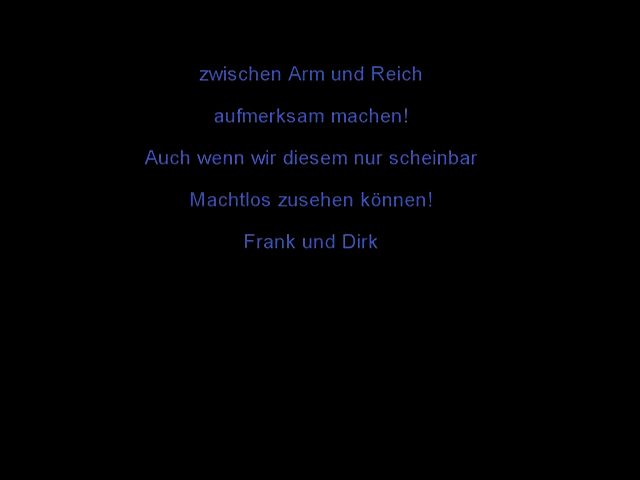 zwischen Arm und Reich
aufmerksam machen!
Auch wenn wir diesem nur scheinbar
Machtlos zusehen können!
Frank und Dirk